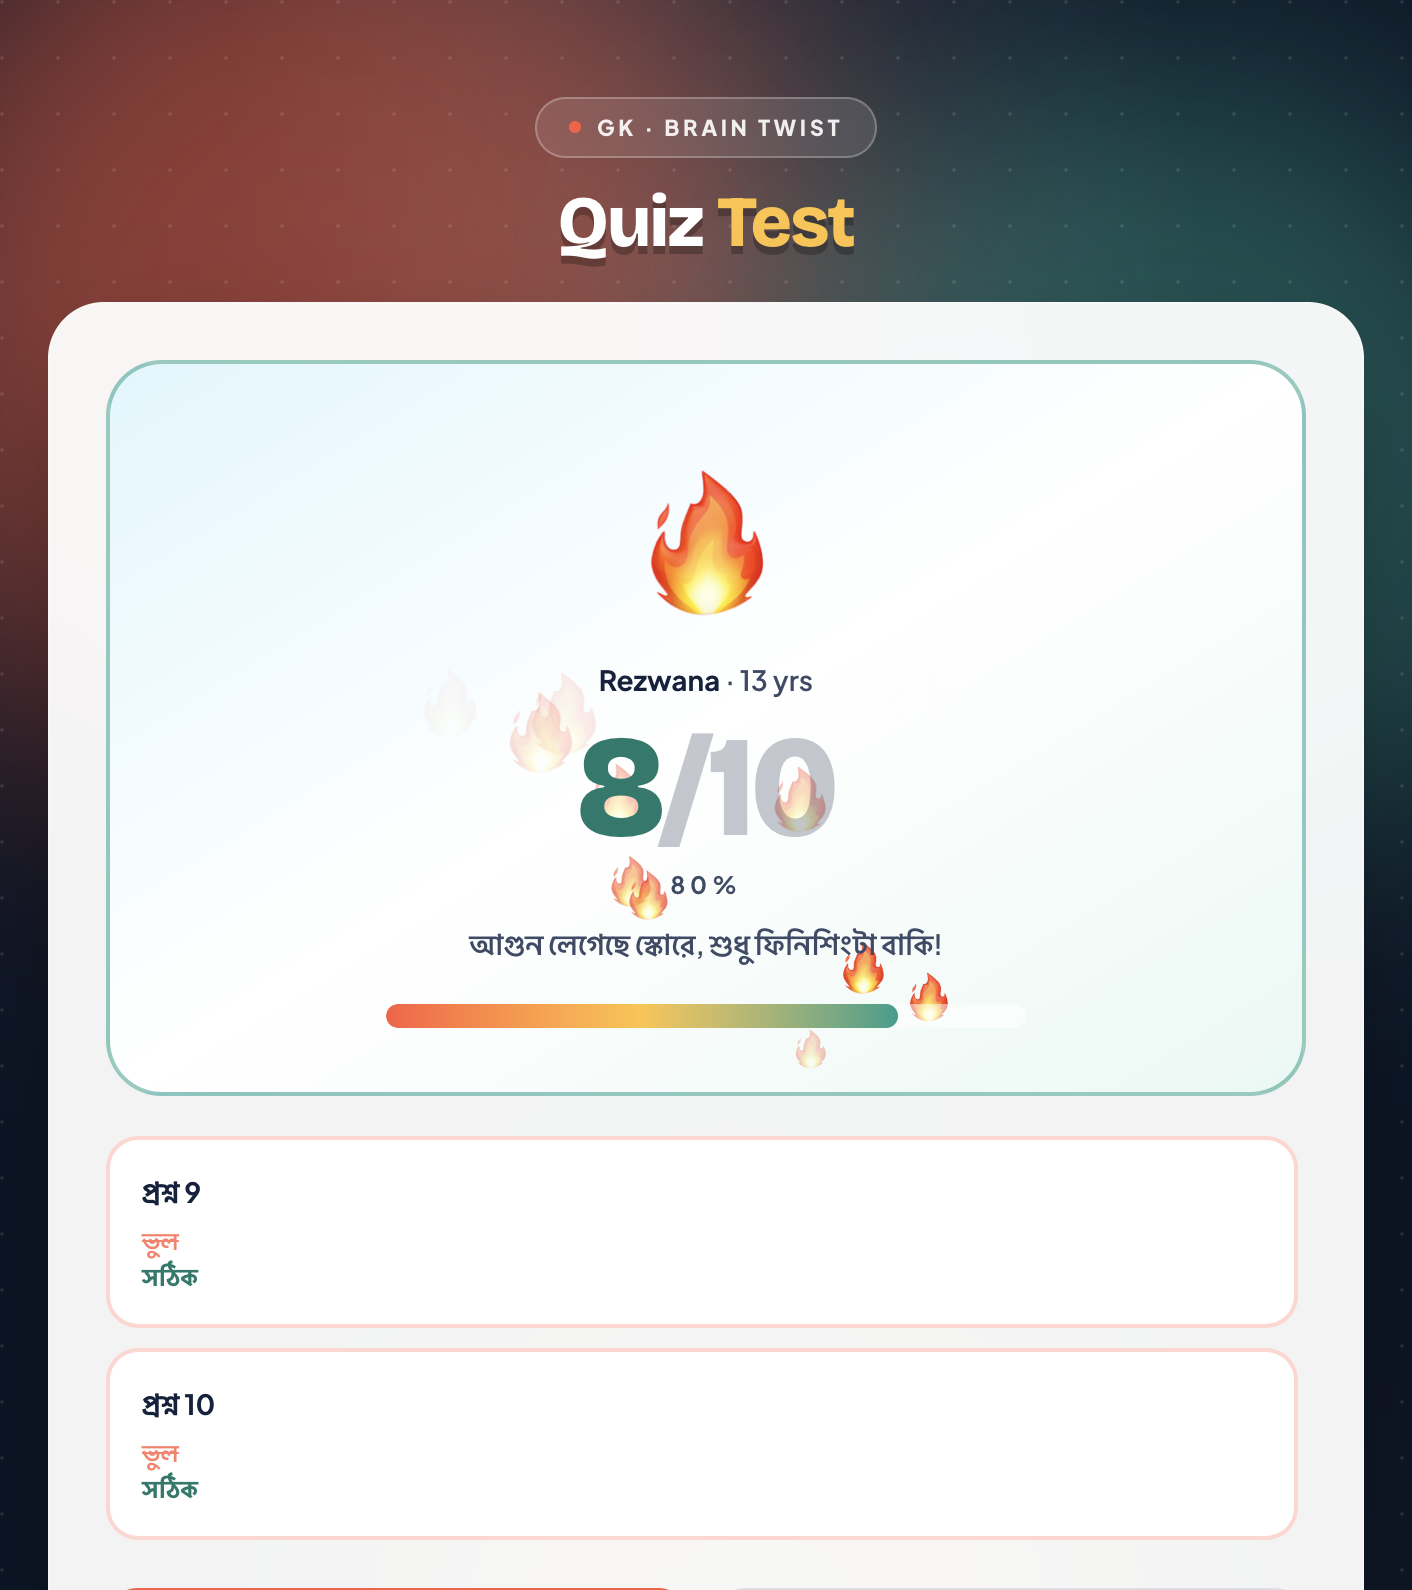 GK · BRAIN TWIST
Quiz Test
Rezwana · 13 yrs
8/10
80%
আগুন লেগেছে স্কোরে, শুধু ফিনিশিংটা বাকি!
প্রশ্ন 9
ভুল
সঠিক
প্রশ্ন 10
ভুল
সঠিক